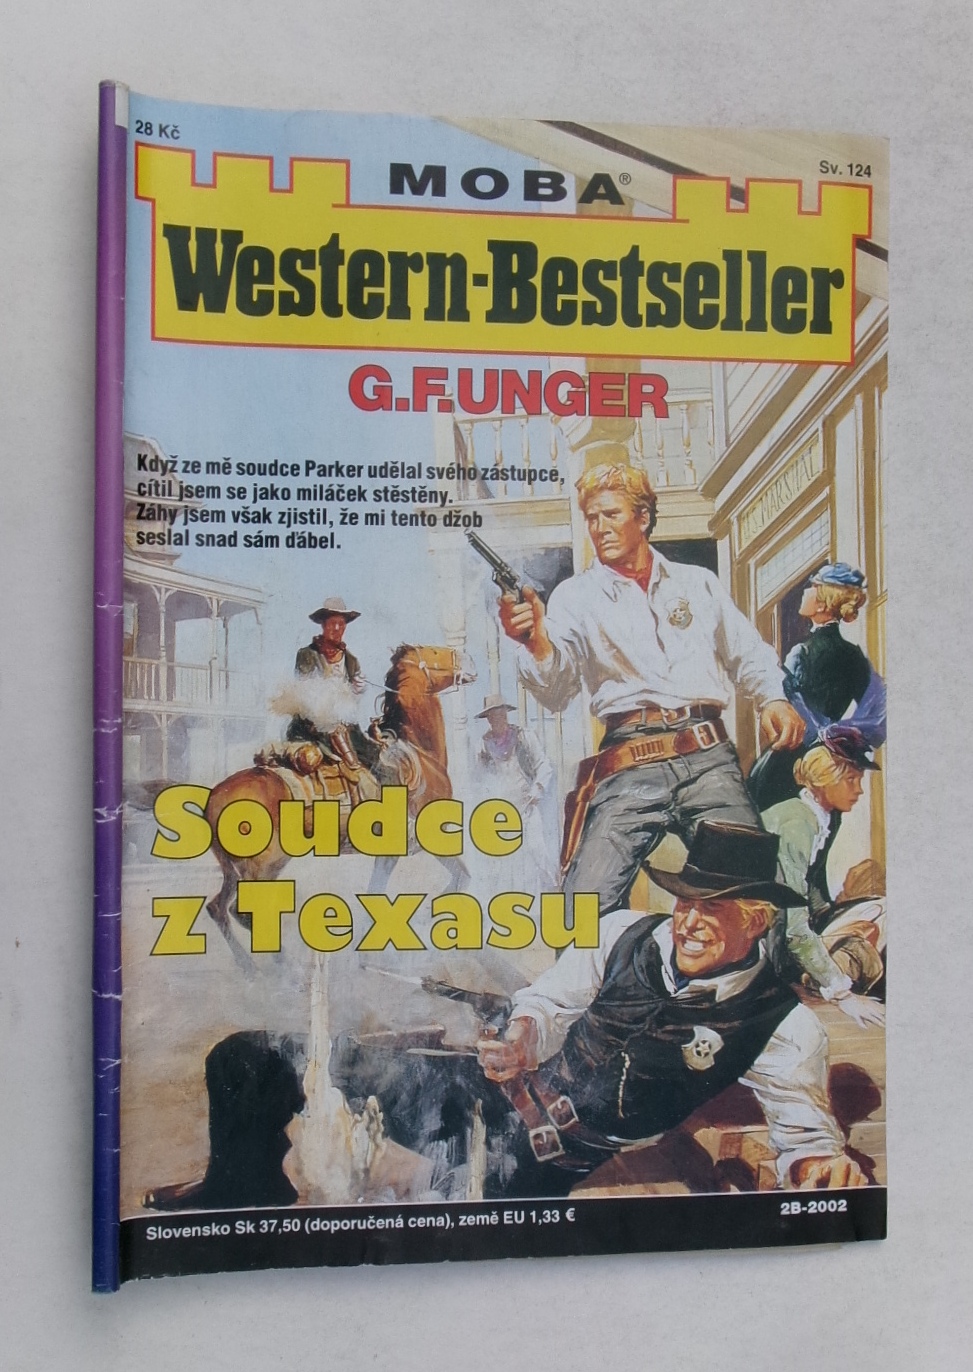 28 Kč
Sv. 124
MOBA®
Western-Bestseller
G.F.UNGER
Když ze mě soudce Parker udělal svého zástupce,
cítil jsem se jako miláček stěstěny.
Záhy jsem však zjistil, že mi tento džob
seslal snad sám ďábel.
MARSHAL
Soudce
z Texasu
2B-2002
Slovensko Sk 37,50 (doporučená cena), země EU 1,33 €